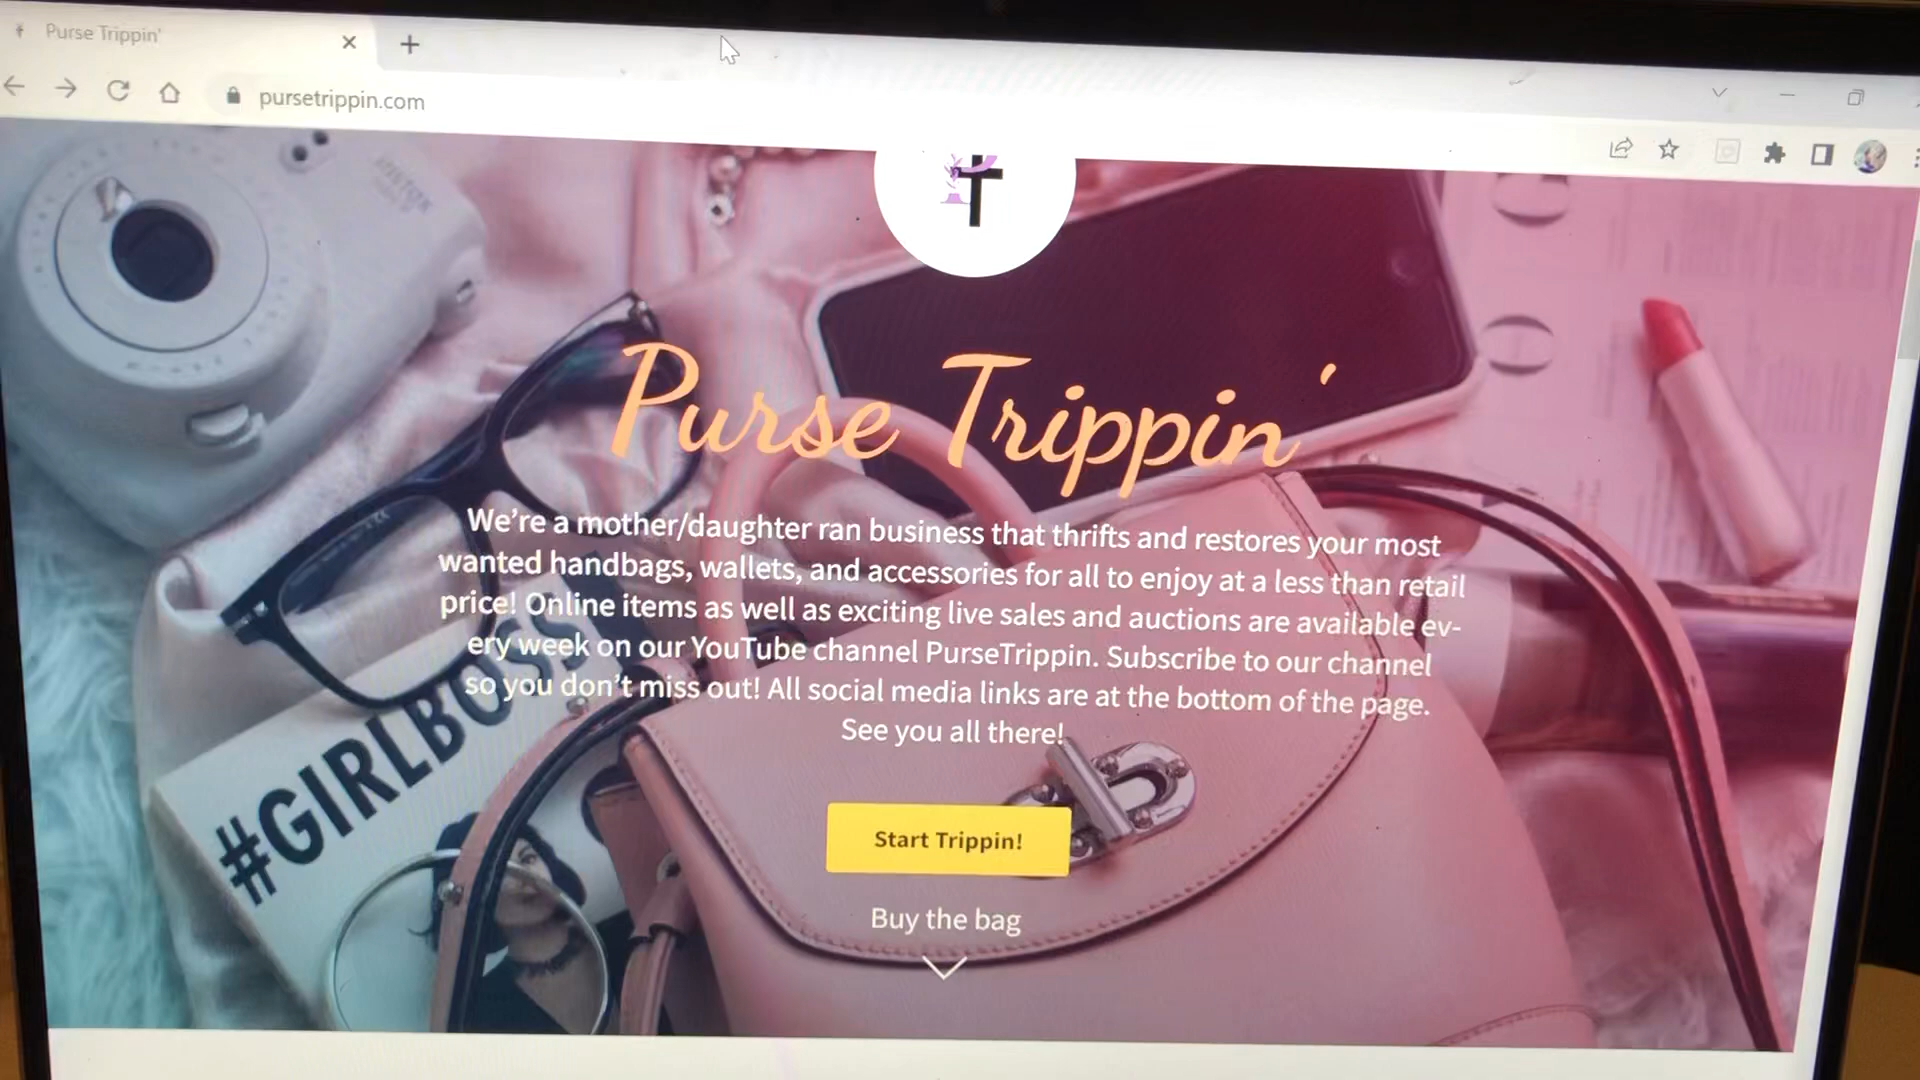 Purse Trippin'
pursetrippin.com
Purse Trippin'
We're a mother/daughter ran business that thrifts and restores your most
wanted handbags, wallets, and accessories for all to enjoy at a less than retail
price! Online items as well as exciting live sales and auctions are available ev-
ery week on our YouTube channel PurseTrippin. Subscribe to our channel
so you don't miss out! All social media links are at the bottom of the page.
See you all there!
#GIRLBOSS
Start Trippin!
Buy the bag